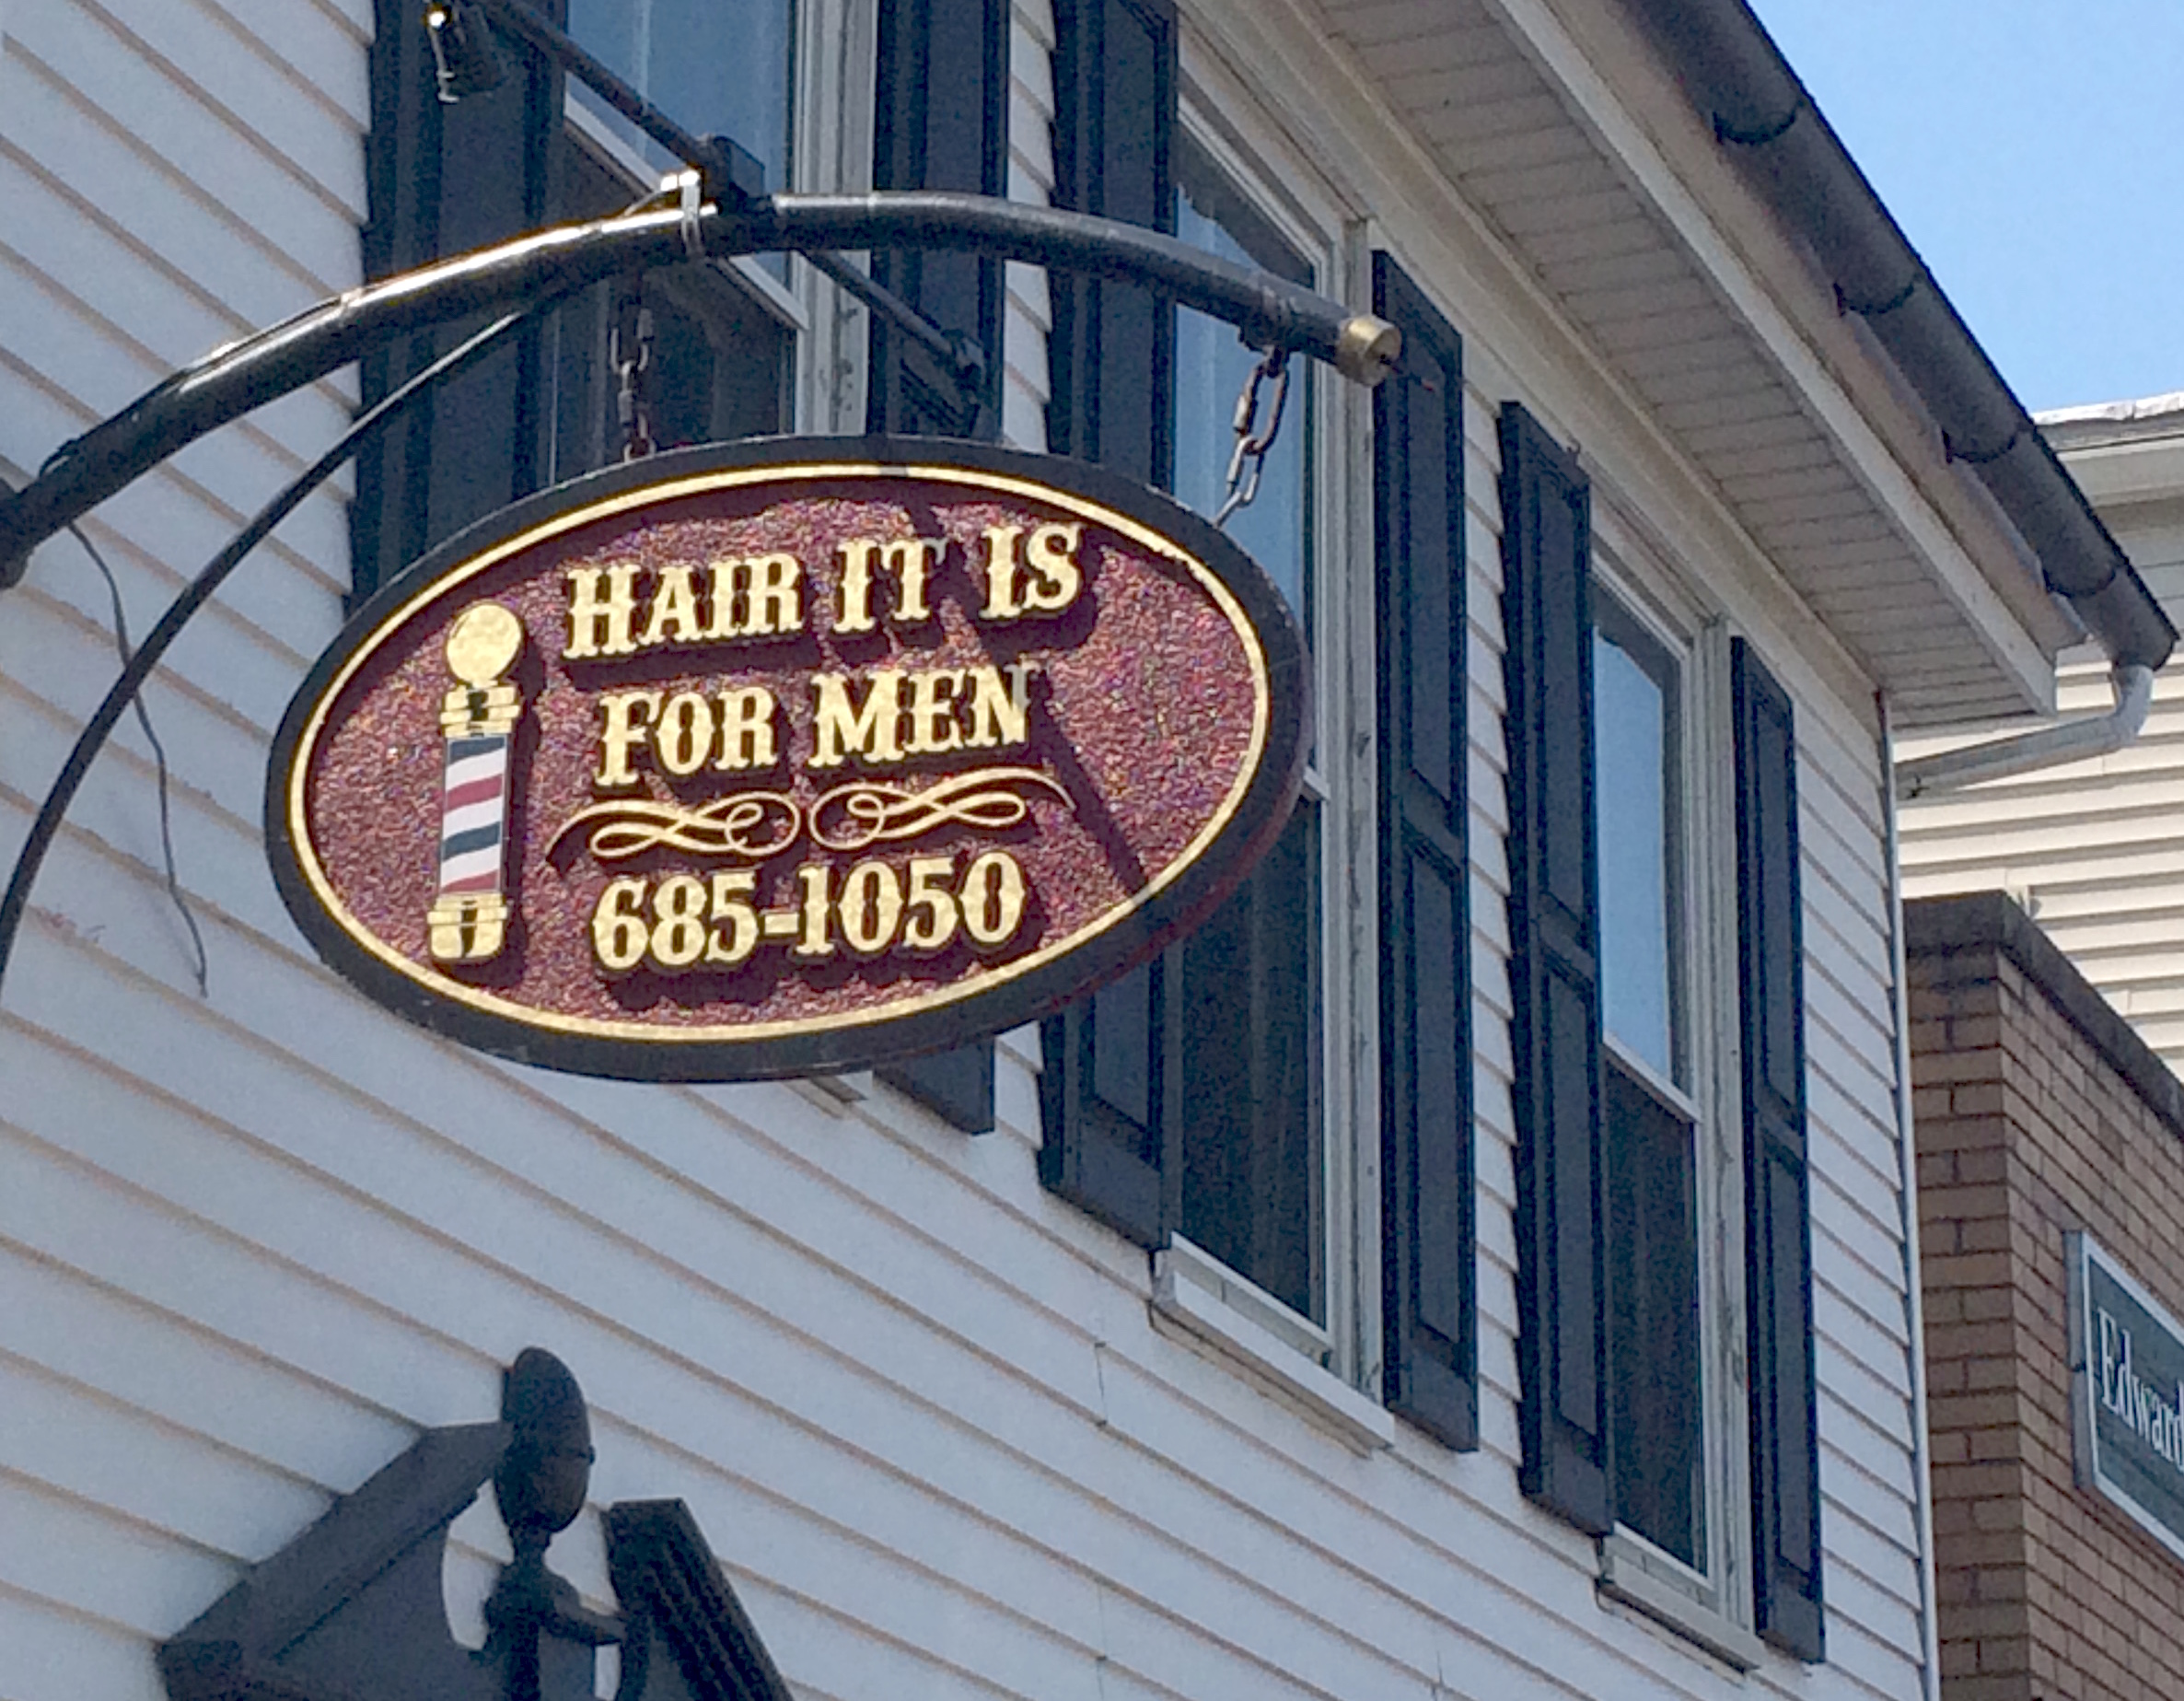 HAIR IT IS
FOR MEN
685-1050